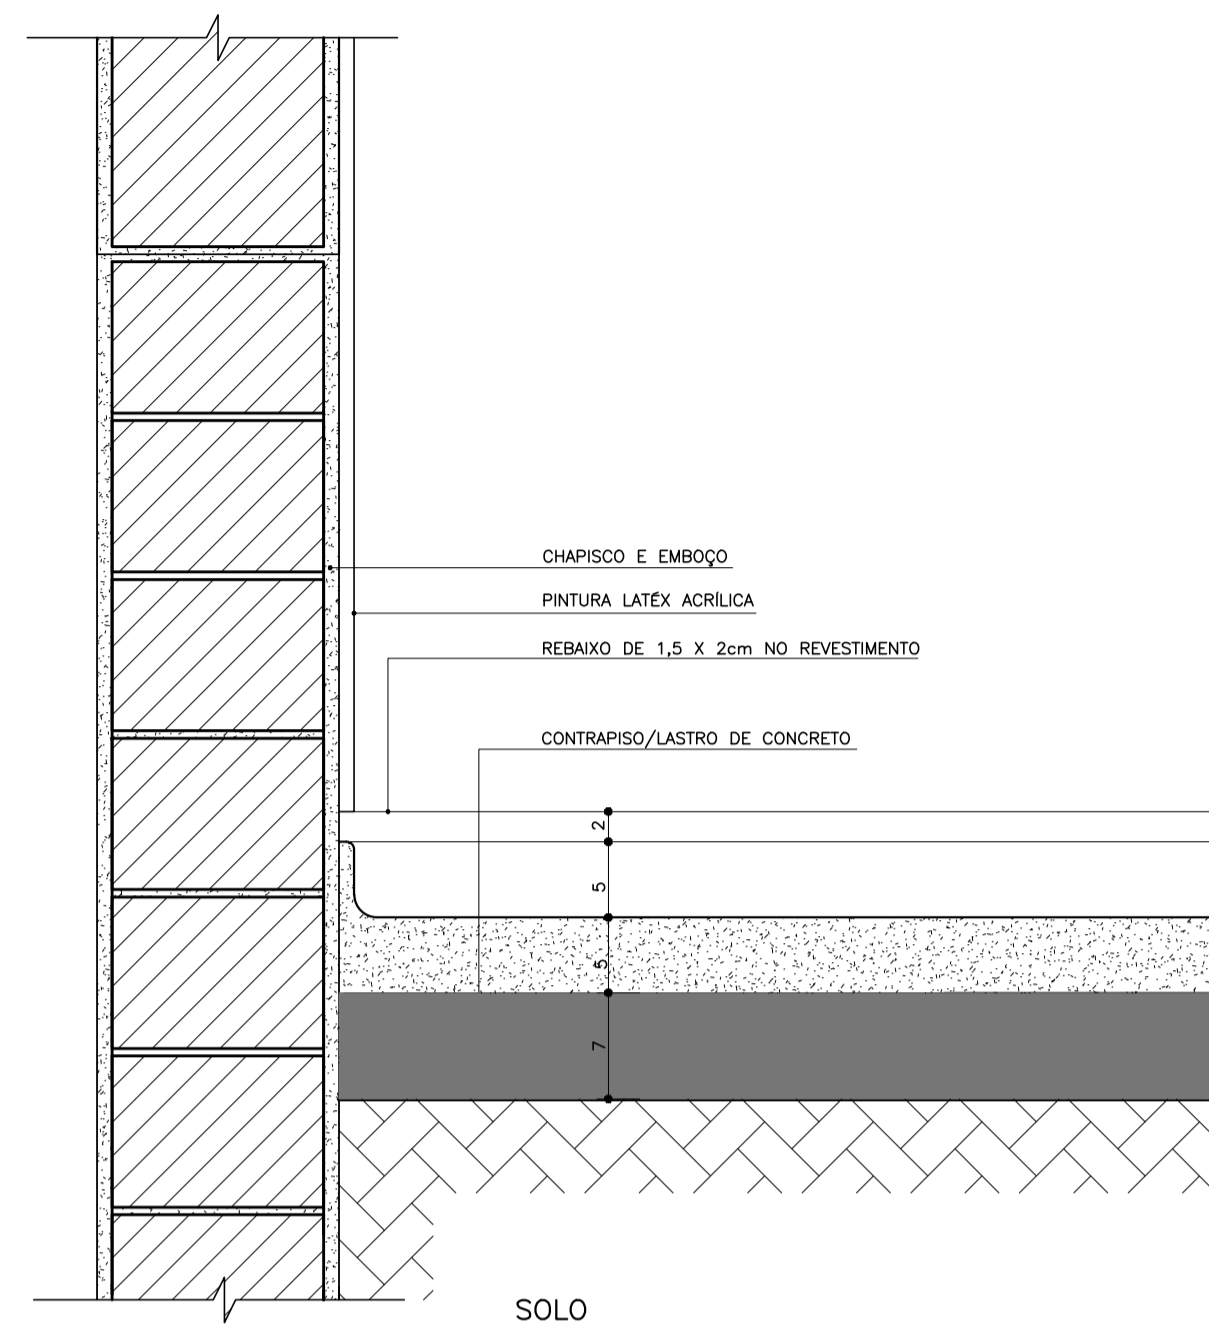 CHAPISCO E EMBOÇO
PINTURA LATÉX ACRÍLICA
REBAIXO DE 1,5 X 2cm NO REVESTIMENTO
CONTRAPISO/LASTRO DE CONCRETO
2
5
5
7
SOLO